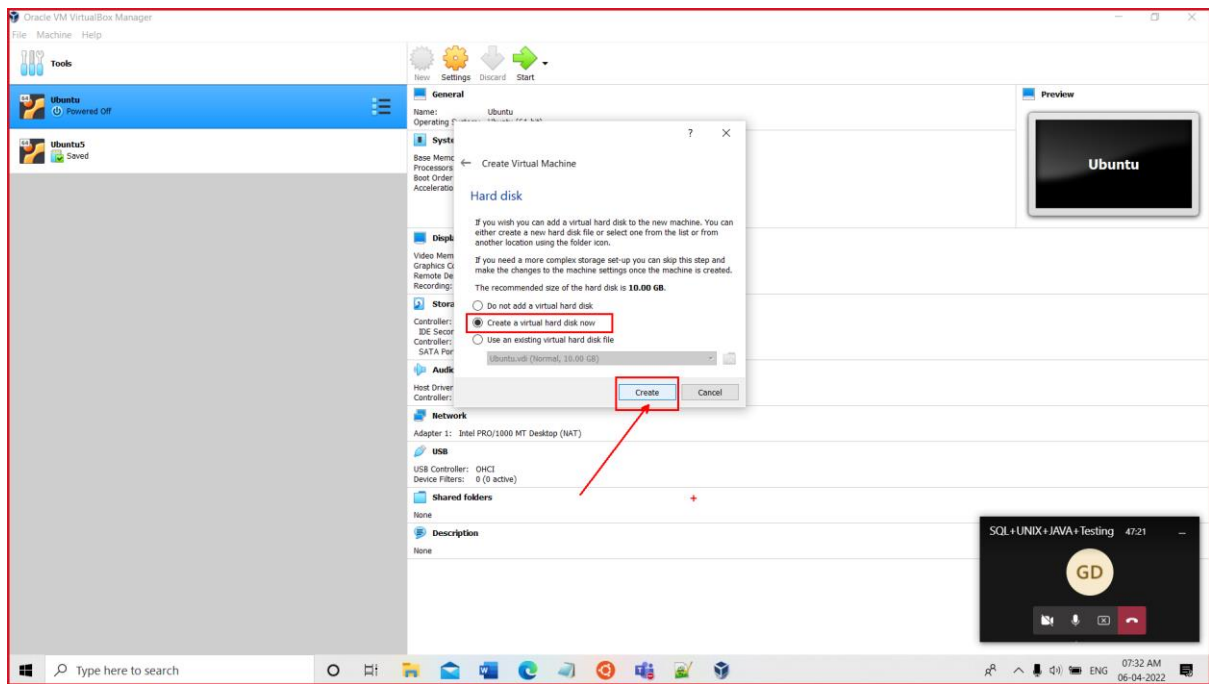 Oracle VM VirtualBox Manager
File Machine Help
Tools
New Settings Discard Start
Ubuntu
Powered Off
Ubuntu5
Saved
General
Name: Ubuntu
Preview
Ubuntu
Base Memo
Processors
Boot Order
Acceleratio
? ×
← Create Virtual Machine
Hard disk
If you wish you can add a virtual hard disk to the new machine. You can
either create a new hard disk file or select one from the list or from
another location using the folder icon.
If you need a more complex storage set-up you can skip this step and
make the changes to the machine settings once the machine is created.
The recommended size of the hard disk is 10.00 GB.
Do not add a virtual hard disk
Create a virtual hard disk now
Use an existing virtual hard disk file
Ubuntu.vdi (Normal, 10.00 GB)
Create Cancel
Displa
Video Mem
Graphics Co
Remote De
Recording:
Stora
Controller:
IDE Secor
Controller:
SATA Por
Audio
Host Driver
Controller:
Network
Adapter 1: Intel PRO/1000 MT Desktop (NAT)
USB
USB Controller: OHCI
Device Filters: 0 (0 active)
Shared folders
None
Description
None
SQL+UNIX+JAVA+Testing 47:21
GD
Type here to search
ENG
07:32 AM
06-04-2022